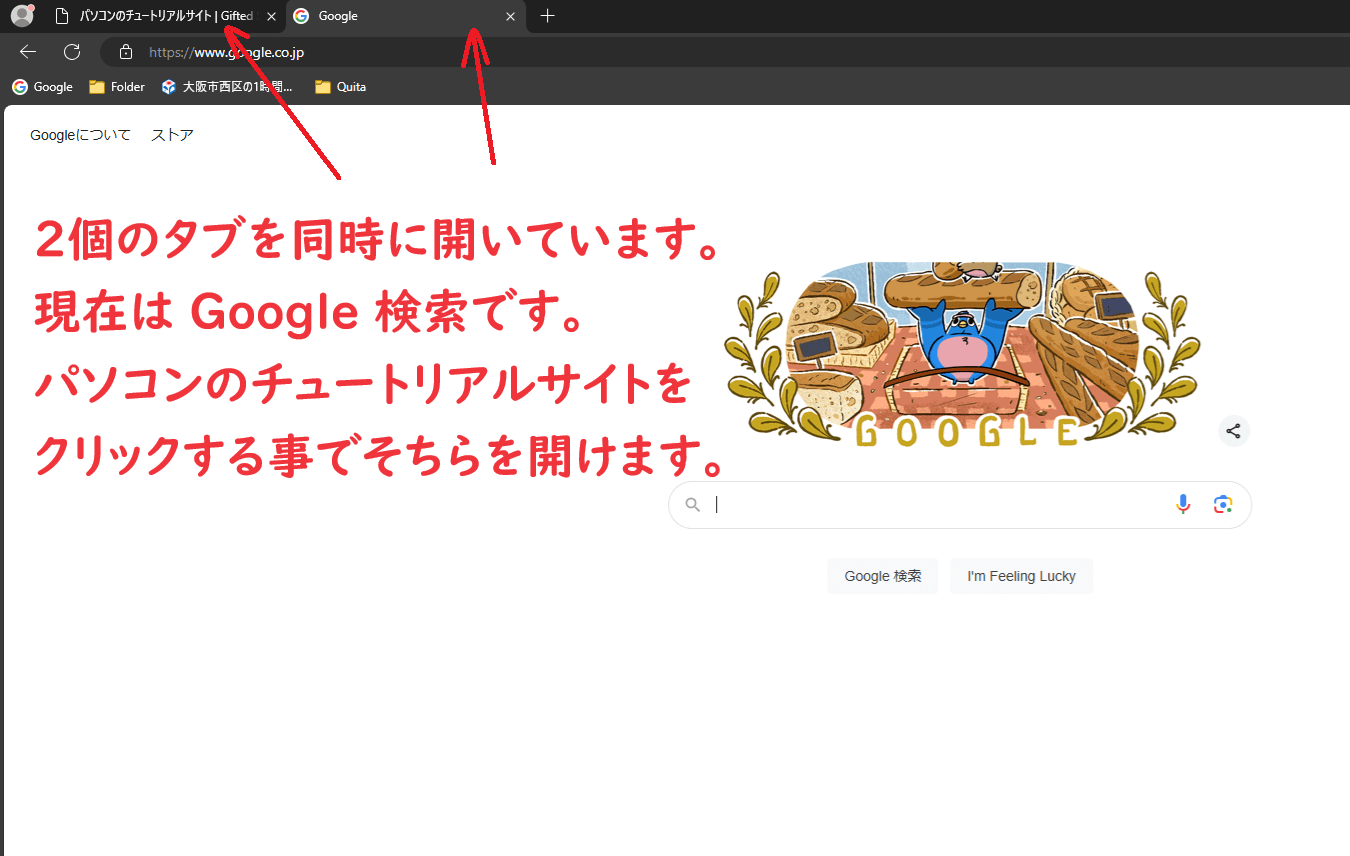 パソコンのチュートリアルサイト | Gifted
Google
https://www.google.co.jp
Google
Folder
大阪市西区の1時間...
Quita
Googleについて
ストア
2個のタブを同時に開いています。
現在は Google 検索です。
パソコンのチュートリアルサイトを
クリックする事でそちらを開けます。
GOOGLE
Google 検索
I'm Feeling Lucky